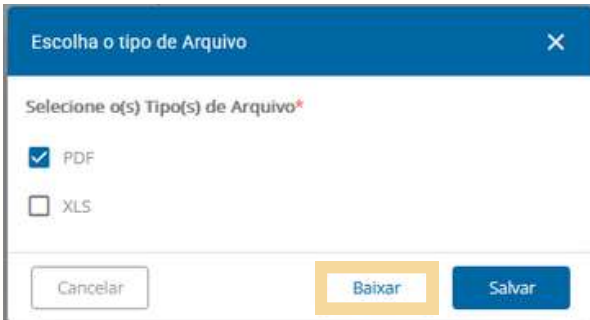 Escolha o tipo de Arquivo
Selecione o(s) Tipo(s) de Arquivo*
PDF
XLS
Cancelar Baixar Salvar